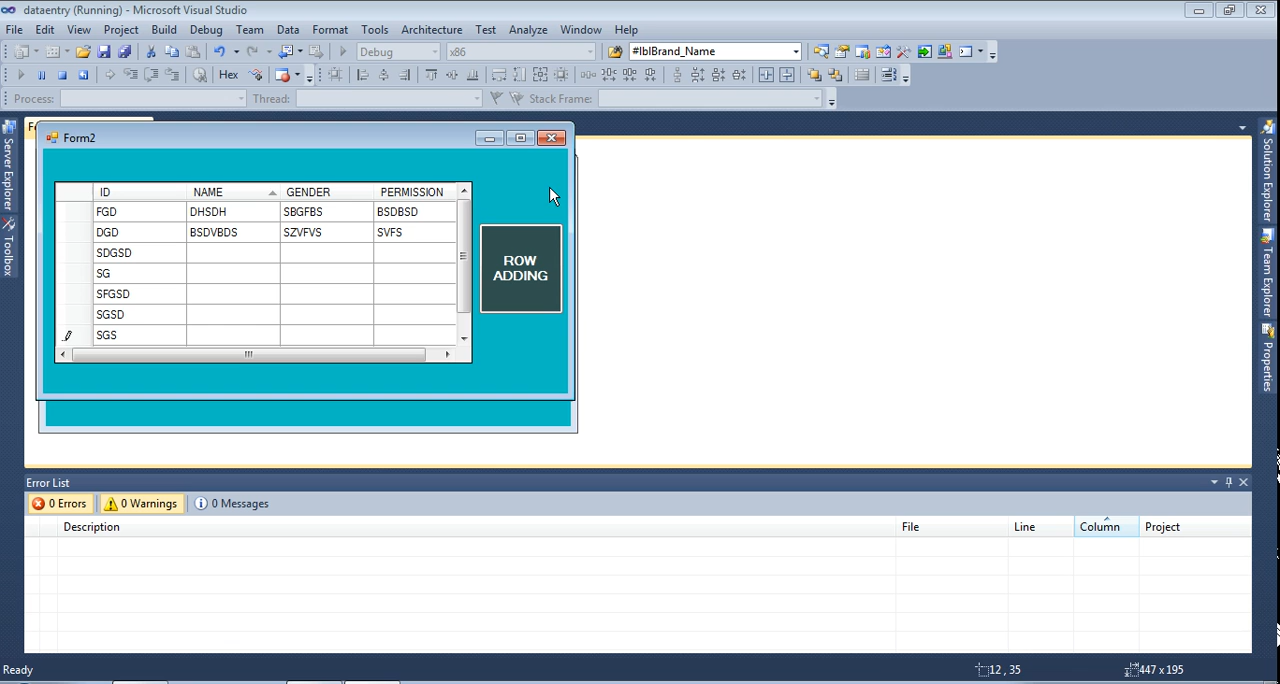 dataentry (Running) - Microsoft Visual Studio
File Edit View Project Build Debug Team Data Format Tools Architecture Test Analyze Window Help
Debug x86 #lblBrand_Name
Hex
Process: Thread: Stack Frame:
Server Explorer
Toolbox
Form2
ID NAME GENDER PERMISSION
FGD DHSDH SBGFBS BSDBSD
DGD BSDVBDS SZVFVS SVFS
SDGSD
SG
SFGSD
SGSD
SGS
ROW
ADDING
Solution Explorer
Team Explorer
Properties
Error List
0 Errors 0 Warnings 0 Messages
Description File Line Column Project
Ready 12 , 35 447 x 195